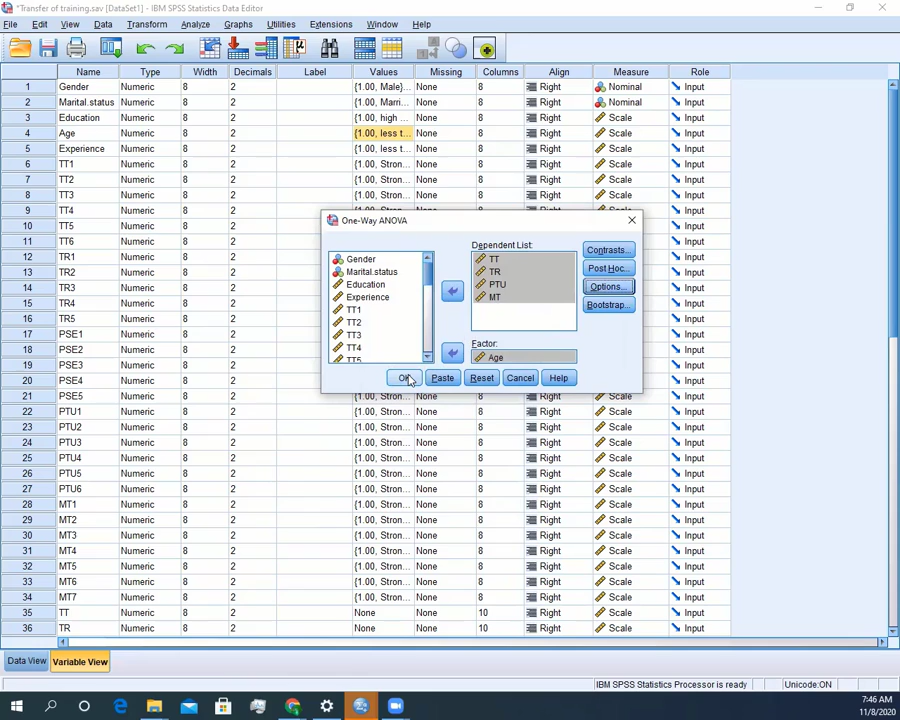 *Transfer of training.sav [DataSet1] - IBM SPSS Statistics Data Editor
File Edit View Data Transform Analyze Graphs Utilities Extensions Window Help
Name Type Width Decimals Label Values Missing Columns Align Measure Role
1 Gender Numeric 8 2 {1.00, Male}... None 8 Right Nominal Input
2 Marital.status Numeric 8 2 {1.00, Marri... None 8 Right Nominal Input
3 Education Numeric 8 2 {1.00, high ... None 8 Right Scale Input
4 Age Numeric 8 2 {1.00, less t... None 8 Right Scale Input
5 Experience Numeric 8 2 {1.00, less t... None 8 Right Scale Input
6 TT1 Numeric 8 2 {1.00, Stron... None 8 Right Scale Input
7 TT2 Numeric 8 2 {1.00, Stron... None 8 Right Scale Input
8 TT3 Numeric 8 2 {1.00, Stron... None 8 Right Scale Input
9 TT4 Numeric 8 2 {1.00, Stron... None 8 Right Scale Input
10 TT5 Numeric 8 2 Input
11 TT6 Numeric 8 2 Input
12 TR1 Numeric 8 2 Input
13 TR2 Numeric 8 2 Input
14 TR3 Numeric 8 2 Input
15 TR4 Numeric 8 2 Input
16 TR5 Numeric 8 2 Input
17 PSE1 Numeric 8 2 Input
18 PSE2 Numeric 8 2 Input
19 PSE3 Numeric 8 2 Input
20 PSE4 Numeric 8 2 Input
21 PSE5 Numeric 8 2 {1.00, Stron... None 8 Right Scale Input
22 PTU1 Numeric 8 2 {1.00, Stron... None 8 Right Scale Input
23 PTU2 Numeric 8 2 {1.00, Stron... None 8 Right Scale Input
24 PTU3 Numeric 8 2 {1.00, Stron... None 8 Right Scale Input
25 PTU4 Numeric 8 2 {1.00, Stron... None 8 Right Scale Input
26 PTU5 Numeric 8 2 {1.00, Stron... None 8 Right Scale Input
27 PTU6 Numeric 8 2 {1.00, Stron... None 8 Right Scale Input
28 MT1 Numeric 8 2 {1.00, Stron... None 8 Right Scale Input
29 MT2 Numeric 8 2 {1.00, Stron... None 8 Right Scale Input
30 MT3 Numeric 8 2 {1.00, Stron... None 8 Right Scale Input
31 MT4 Numeric 8 2 {1.00, Stron... None 8 Right Scale Input
32 MT5 Numeric 8 2 {1.00, Stron... None 8 Right Scale Input
33 MT6 Numeric 8 2 {1.00, Stron... None 8 Right Scale Input
34 MT7 Numeric 8 2 {1.00, Stron... None 8 Right Scale Input
35 TT Numeric 8 2 None None 10 Right Scale Input
36 TR Numeric 8 2 None None 10 Right Scale Input
One-Way ANOVA
Gender
Marital.status
Education
Experience
TT1
TT2
TT3
TT4
TT5
Dependent List:
TT
TR
PTU
MT
Factor:
Age
Contrasts...
Post Hoc...
Options...
Bootstrap...
OK Paste Reset Cancel Help
Data View Variable View
IBM SPSS Statistics Processor is ready Unicode:ON
7:46 AM
11/8/2020